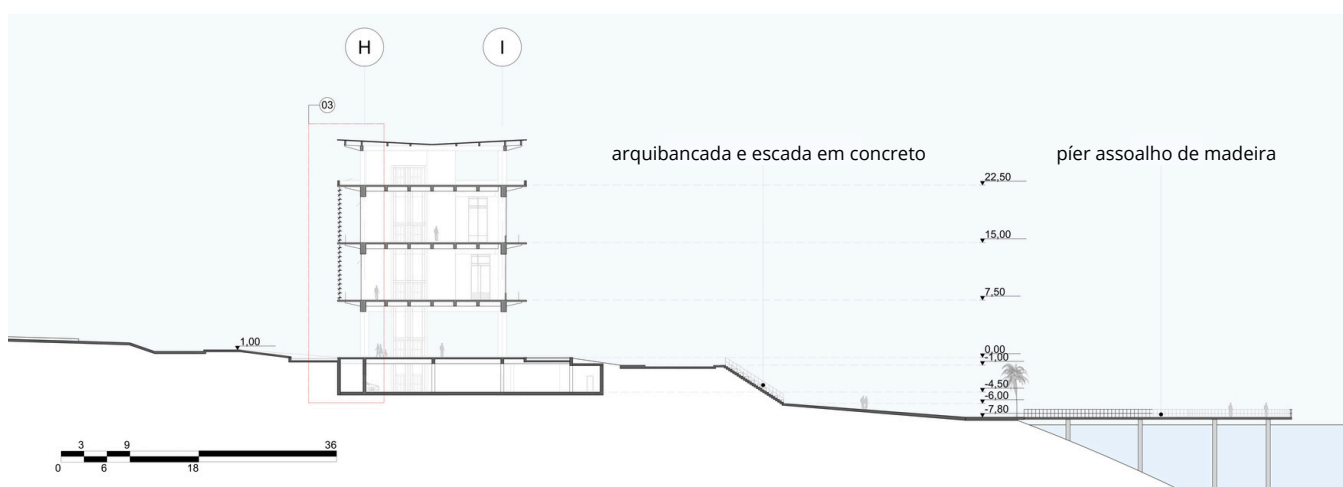 H
I
03
arquibancada e escada em concreto
píer assoalho de madeira
22,50
15,00
7,50
1,00
0,00
-1,00
-4,50
-6,00
-7,80
3 9 36
0 6 18